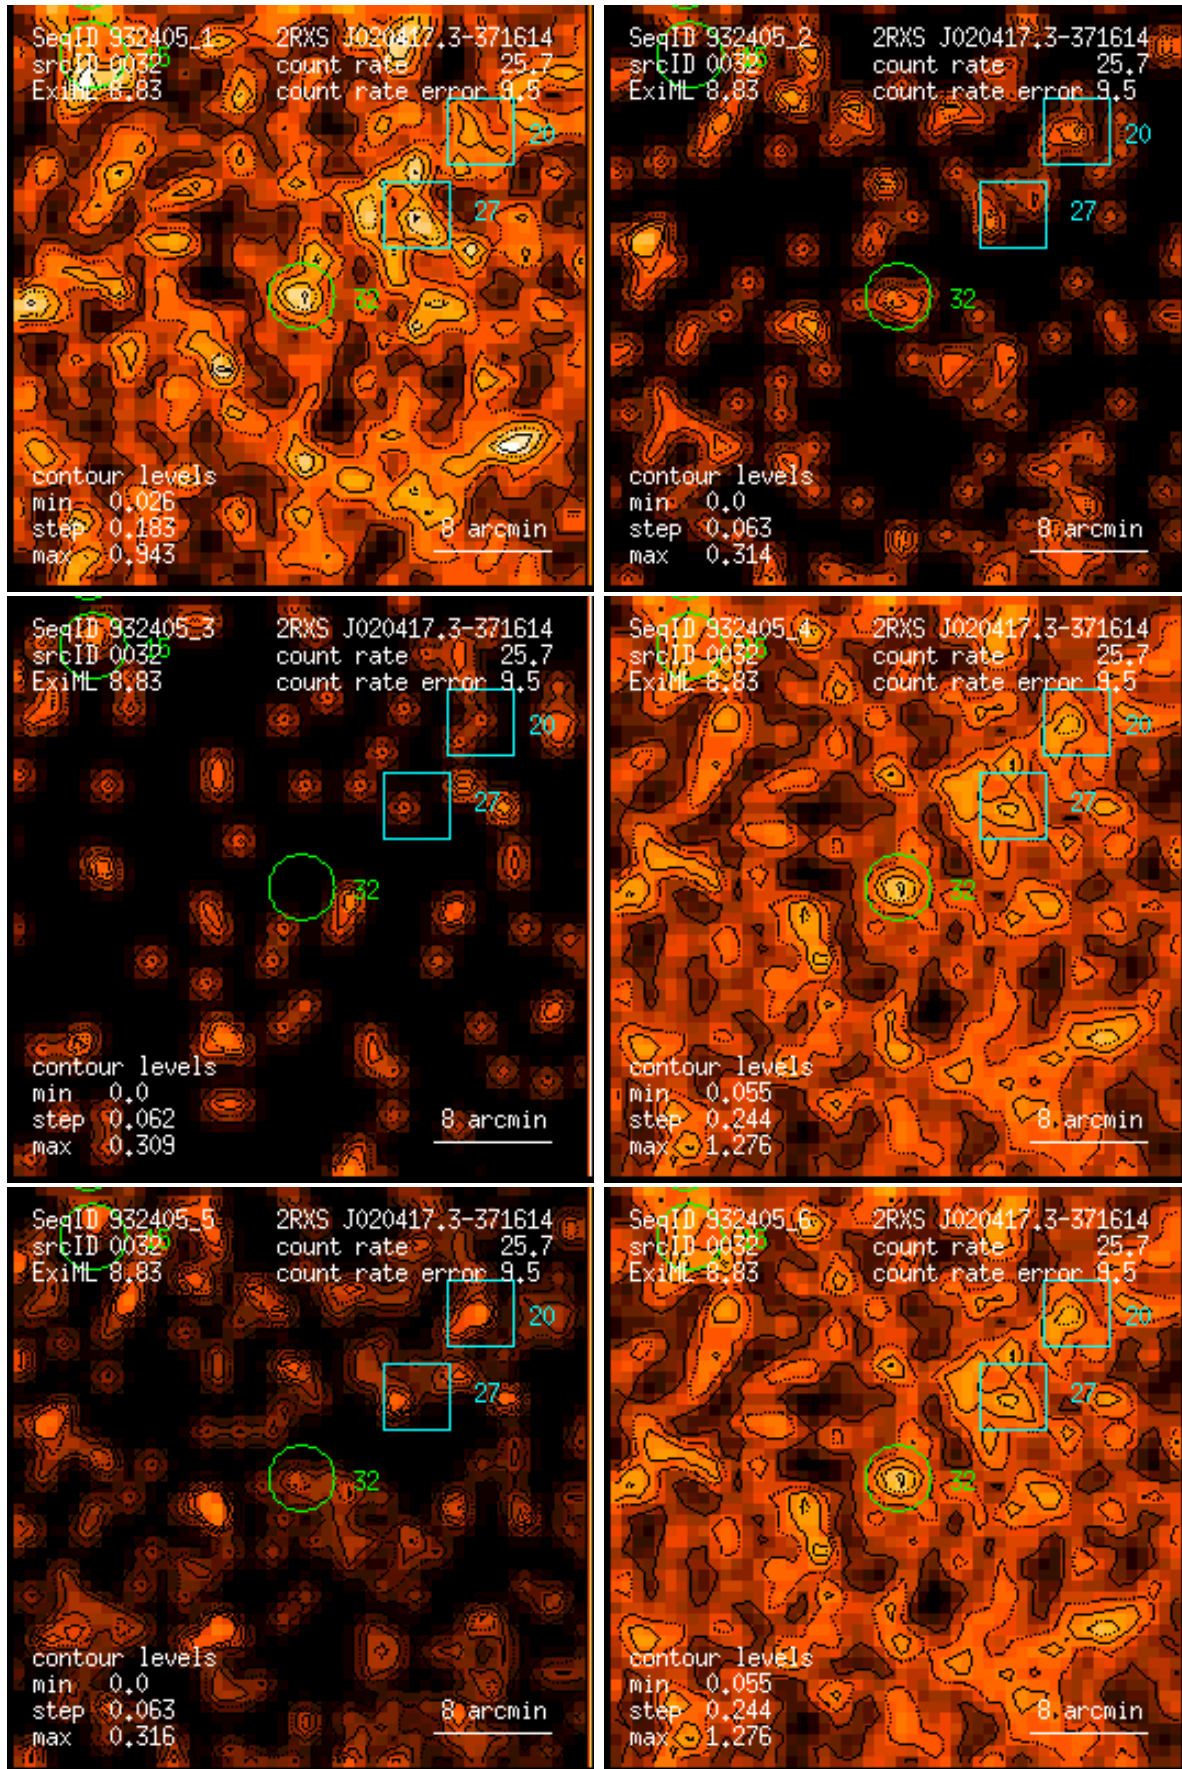 SeqID 932405_1 2RXS J020417.3-371614
srcID 0032 15 count rate 25.7
ExiML 8.83 count rate error 9.5
20
27
32
contour levels
min 0.026
step 0.183 8 arcmin
max 0.943
SeqID 932405_2 2RXS J020417.3-371614
srcID 0032 15 count rate 25.7
ExiML 8.83 count rate error 9.5
20
27
32
contour levels
min 0.0
step 0.063 8 arcmin
max 0.314
SeqID 932405_3 2RXS J020417.3-371614
srcID 0032 15 count rate 25.7
ExiML 8.83 count rate error 9.5
20
27
32
contour levels
min 0.0
step 0.062 8 arcmin
max 0.309
SeqID 932405_4 2RXS J020417.3-371614
srcID 0032 15 count rate 25.7
ExiML 8.83 count rate error 9.5
20
27
32
contour levels
min 0.055
step 0.244 8 arcmin
max 1.276
SeqID 932405_5 2RXS J020417.3-371614
srcID 0032 15 count rate 25.7
ExiML 8.83 count rate error 9.5
20
27
32
contour levels
min 0.0
step 0.063 8 arcmin
max 0.316
SeqID 932405_6 2RXS J020417.3-371614
srcID 0032 15 count rate 25.7
ExiML 8.83 count rate error 9.5
20
27
32
contour levels
min 0.055
step 0.244 8 arcmin
max 1.276